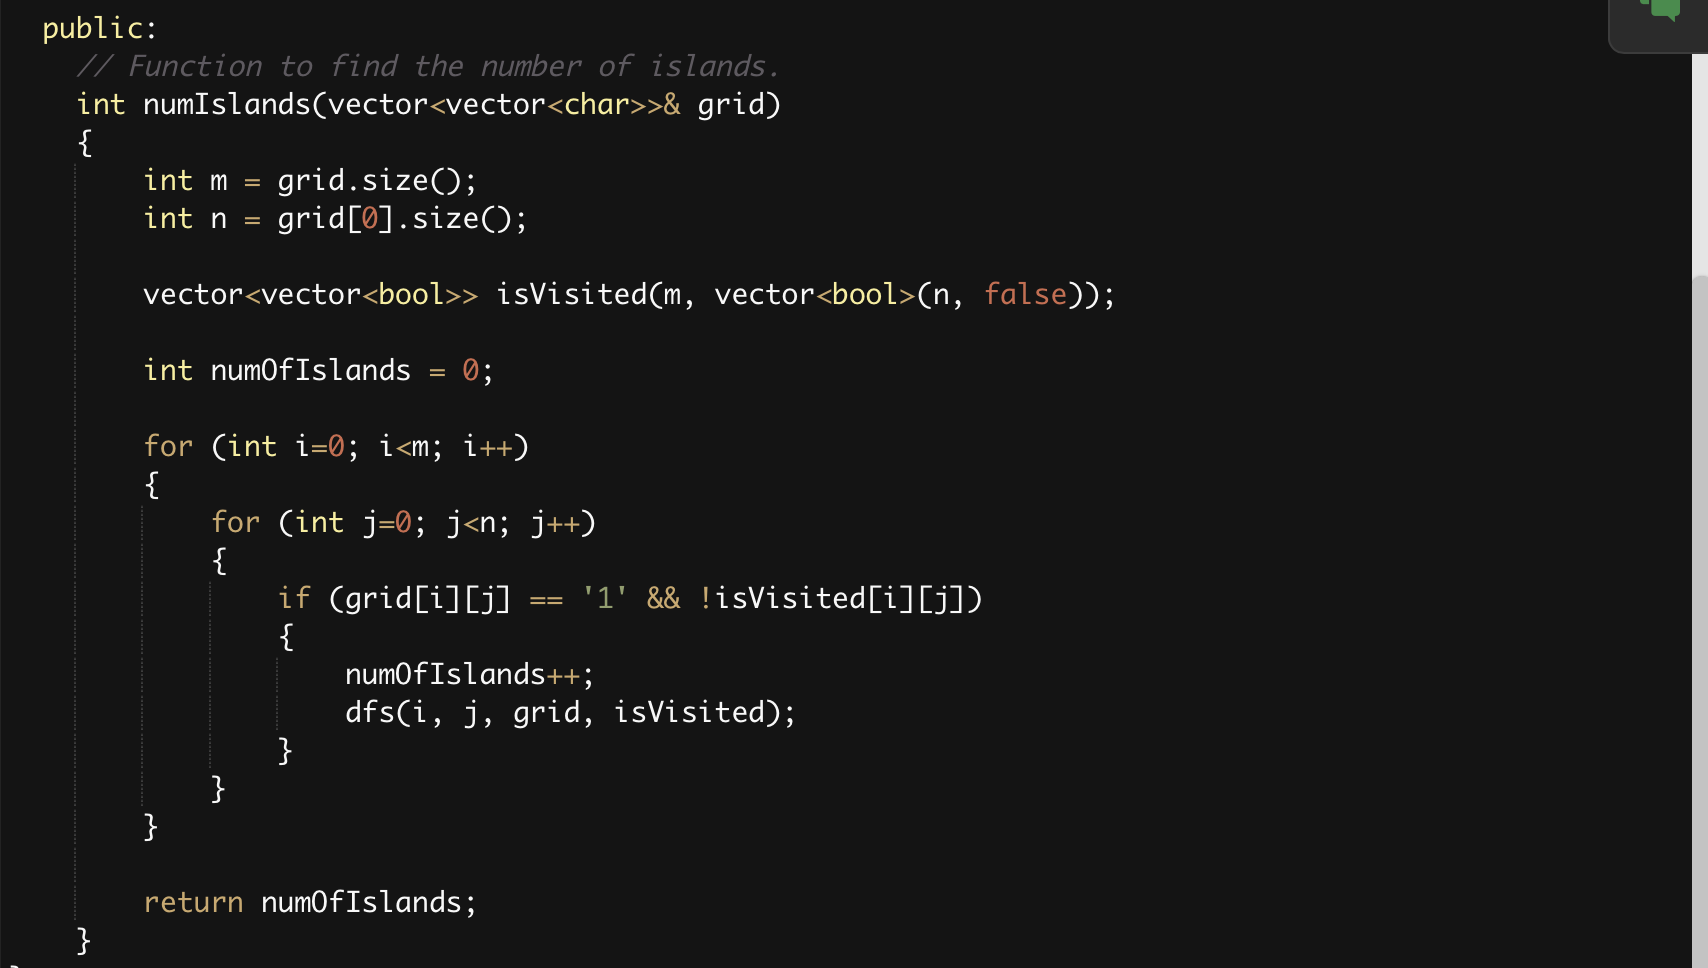 public:
// Function to find the number of islands.
int numIslands(vector<vector<char>>& grid)
{
int m = grid.size();
int n = grid[0].size();
vector<vector<bool>> isVisited(m, vector<bool>(n, false));
int numOfIslands = 0;
for (int i=0; i<m; i++)
{
for (int j=0; j<n; j++)
{
if (grid[i][j] == '1' && !isVisited[i][j])
{
numOfIslands++;
dfs(i, j, grid, isVisited);
}
}
}
return numOfIslands;
}